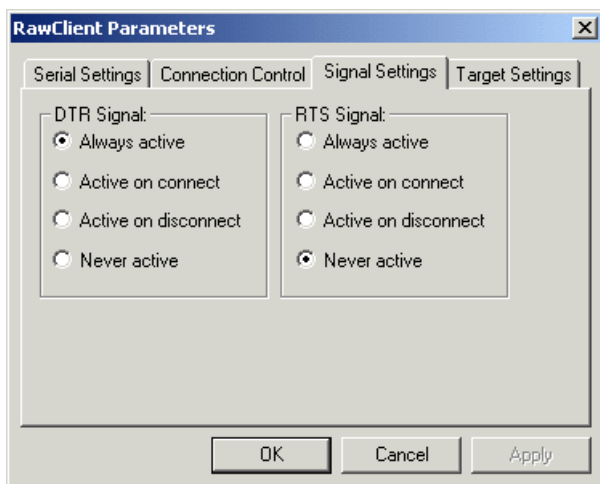 RawClient Parameters
Serial Settings Connection Control Signal Settings Target Settings
DTR Signal: RTS Signal:
Always active Always active
Active on connect Active on connect
Active on disconnect Active on disconnect
Never active Never active
OK Cancel Apply